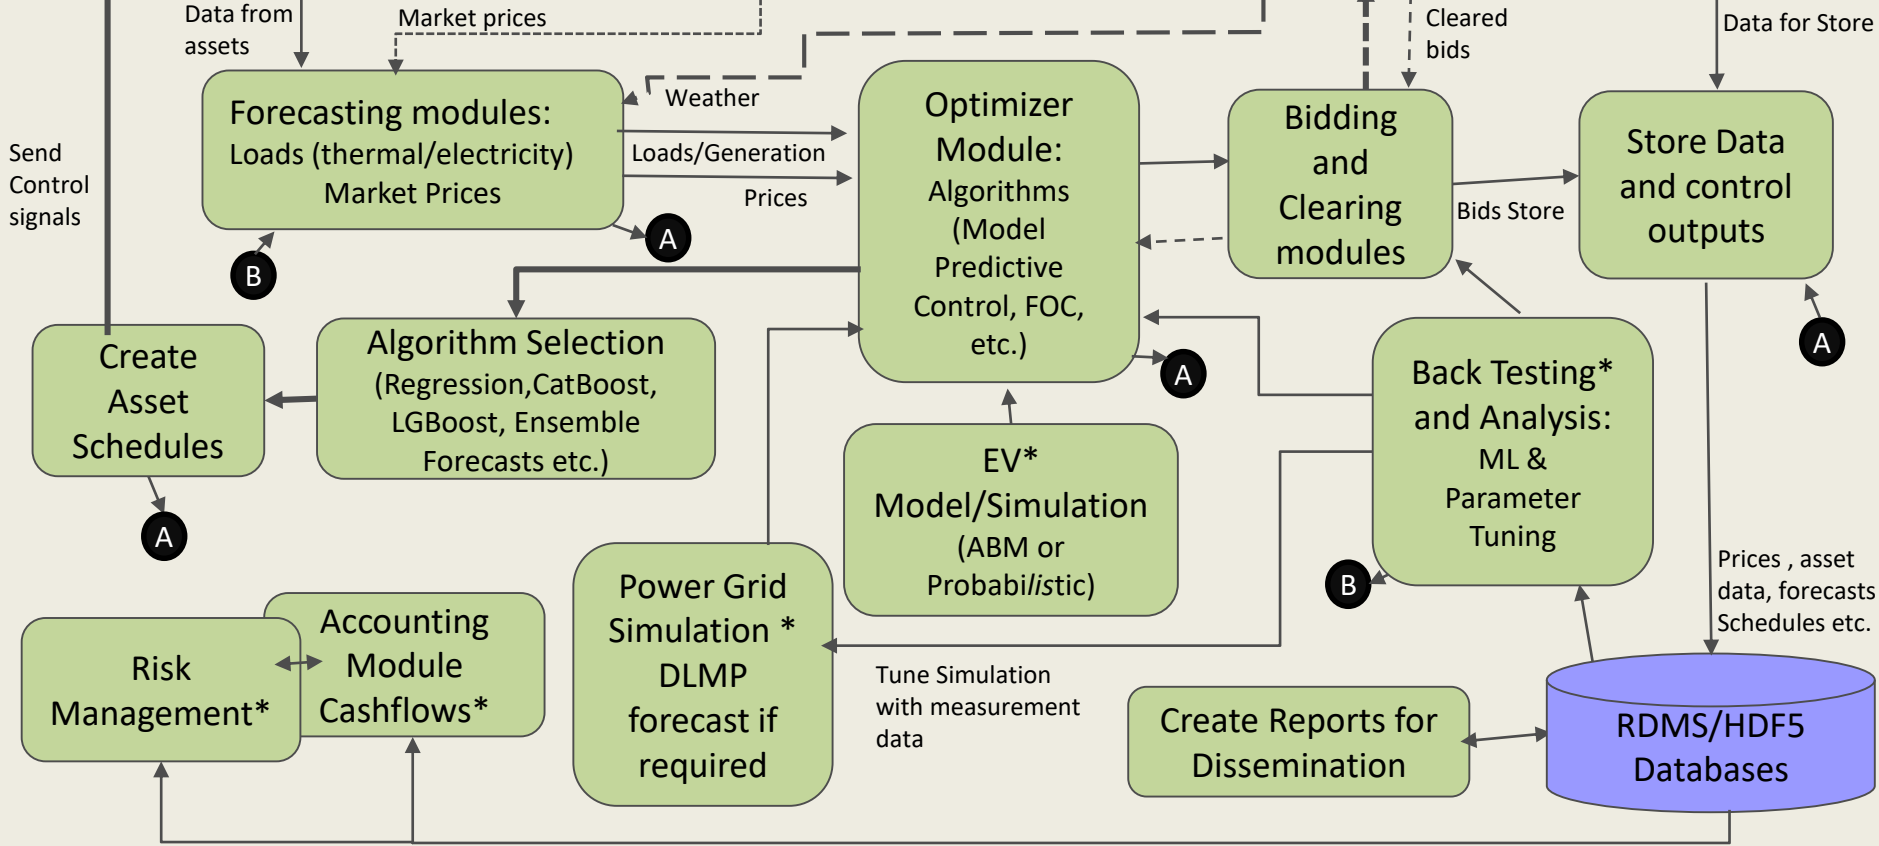 Data from
assets
Market prices
Cleared
bids
Data for Store
Weather
Forecasting modules:
Loads (thermal/electricity)
Market Prices
Send
Control
signals
Loads/Generation
Prices
A
B
Optimizer
Module:
Algorithms
(Model
Predictive
Control, FOC,
etc.)
A
Bidding
and
Clearing
modules
Bids Store
Store Data
and control
outputs
A
Create
Asset
Schedules
A
Algorithm Selection
(Regression,CatBoost,
LGBoost, Ensemble
Forecasts etc.)
EV*
Model/Simulation
(ABM or
Probabilistic)
Back Testing*
and Analysis:
ML &
Parameter
Tuning
B
Prices , asset
data, forecasts
Schedules etc.
Power Grid
Simulation *
DLMP
forecast if
required
Tune Simulation
with measurement
data
Risk
Management*
Accounting
Module
Cashflows*
Create Reports for
Dissemination
RDMS/HDF5
Databases